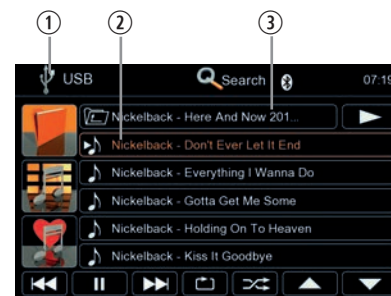 1 2 3
USB Search 07:19
Nickelback - Here And Now 201...
Nickelback - Don't Ever Let It End
Nickelback - Everything I Wanna Do
Nickelback - Gotta Get Me Some
Nickelback - Holding On To Heaven
Nickelback - Kiss It Goodbye